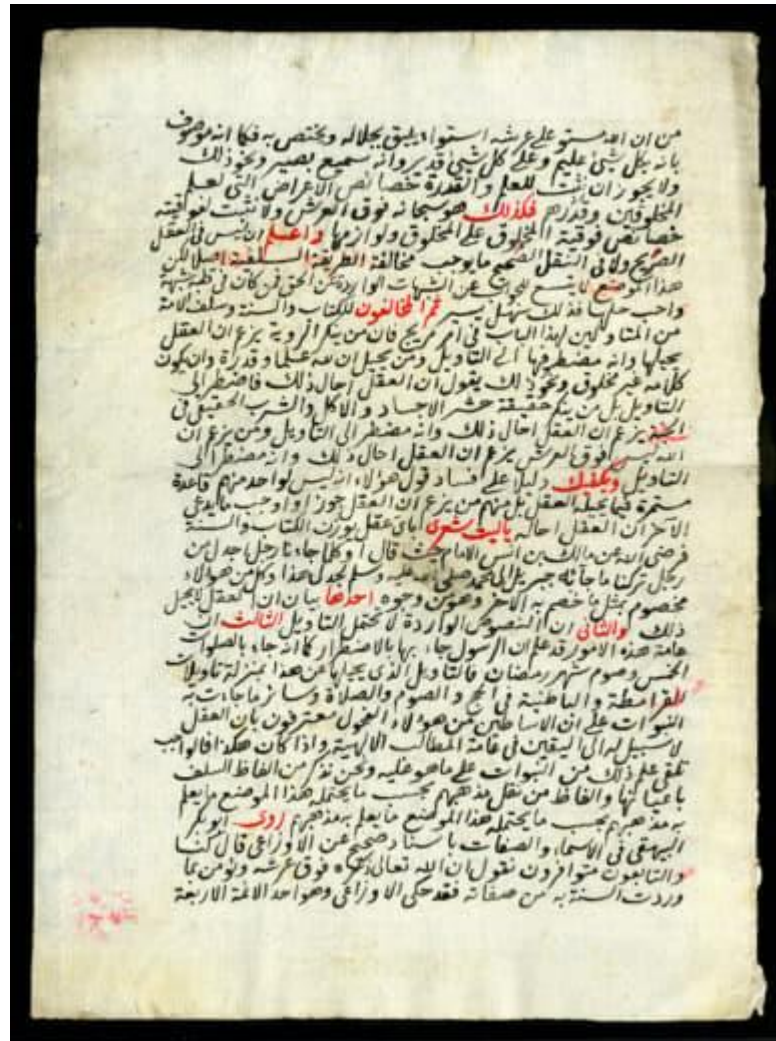 من ان الله مستو على عرشه استواء يليق بجلاله ويختص به فكما انه موصوف
بانه بكل شيئ عليم وعلى كل شيئ قدير وانه سميع بصير ونحو ذلك
ولا يجوز ان نثبت للعلم والقدرة خصائص الاعراض التي لعلم
المخلوقين وقدرهم فكذلك هو سبحانه فوق العرش ولا نثبت لفوقيته
خصائص فوقية المخلوق على المخلوق ولوازمها واعلم ان ليس في العقل
الصريح ولا في النقل الصحيح ما يوجب مخالفة الطريقة السلفية اصلا لكن
هذا الموضع لا يتسع للجواب عن الشبهات الواردة عن الحق فمن كان في قلبه شبهة
واحب حلها فذلك سهل يسير ثم المخالفون للكتاب والسنة وسلف الامة
من المتاولين لهذا الباب في امر مريج فان من ينكر الروية يزعم ان العقل
يحيلها وانه مضطر فيها الى التاويل ومن يحيل ان لله علما وقدرة وان يكون
كلامه غير مخلوق ونحو ذلك يقول ان العقل احال ذلك فاضطر الى
التاويل بل من ينكر حقيقة حشر الاجساد والاكل والشرب الحقيقي في
الجنة يزعم ان العقل احال ذلك وانه مضطر الى التاويل ومن يزعم ان
الله ليس فوق العرش يزعم ان العقل احال ذلك وانه مضطر الى
التاويل ويكفيك دليلا على فساد قول هؤلاء انه ليس لواحد منهم قاعدة
مستمرة فيما يحيله العقل بل منهم من يزعم ان العقل جوز او اوجب ما يدعي
الآخر ان العقل احاله ياليت شعري باي عقل يوزن الكتاب والسنة
فرضي الله عن مالك بن انس الامام حيث قال اوكلما جاءنا رجل اجدل من
رجل تركنا ما جآء به جبريل الى محمد صلى الله عليه وسلم لجدل هذا وكل من هؤلاء
مخصوم بمثل ما خصم به الآخر وهو من وجوه احدها بيان ان العقل لا يحيل
ذلك والثاني ان النصوص الواردة لا تحتمل التاويل الثالث ان
عامة هذه الامور قد علم ان الرسول جاء بها بالاضطرار كما انه جاء بالصلوات
الخمس وصوم شهر رمضان فالتاويل الذي يحيلها عن هذا بمنزلة تاويل
القرامطة والباطنية في الحج والصوم والصلاة وسائر ما جاءت به
النبوات على ان الاساطين من هؤلاء الفحول معترفون بان العقل
لا سبيل له الى اليقين في عامة المطالب الالهية واذا كان هكذا فالواجب
تلقي علم ذلك من النبوات على ما هو عليه ونحن نذكر من الفاظ السلف
باعيانها والفاظ من نقل مذهبهم بحسب ما يحتمله هذا الموضع ما يعلم
به مذهبهم بحسب ما يحتمله هذا الموضع ما يعلم به مذهبهم روى ابو بكر
البيهقي في الاسماء والصفات باسناد صحيح عن الاوزاعي قال كنا
والتابعون متوافرون نقول ان الله تعالى ذكره فوق عرشه ونؤمن بما
وردت السنة به من صفاته فقد حكى الاوزاعي وهو احد الائمة الاربعة